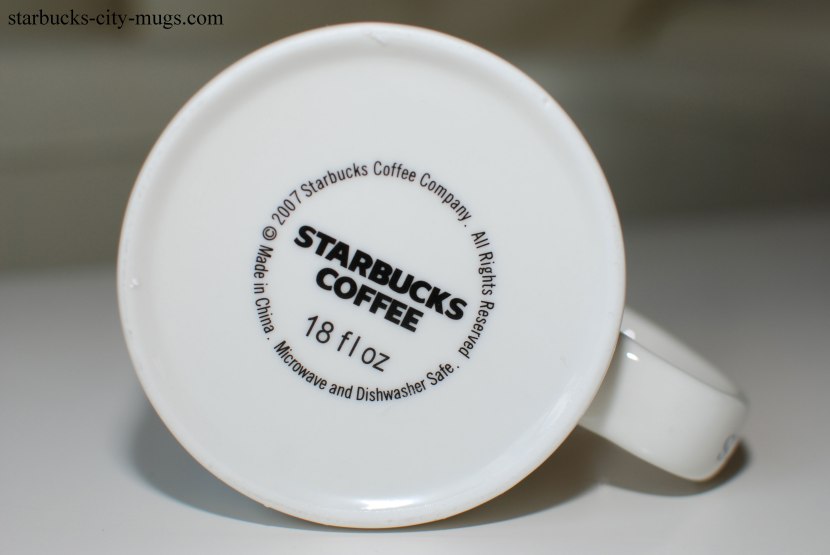 starbucks-city-mugs.com
© 2007 Starbucks Coffee Company. All Rights Reserved
Microwave and Dishwasher Safe.
Made in China.
STARBUCKS
COFFEE
18 fl oz